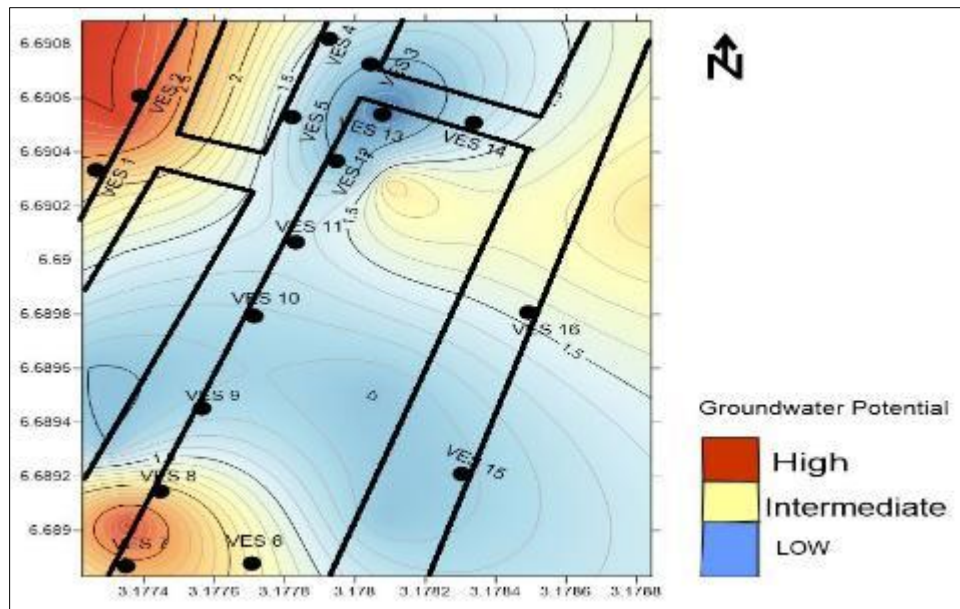 6.6908
6.6906
6.6904
6.6902
6.69
6.6898
6.6896
6.6894
6.6892
6.689
3.1774
3.1776
3.1778
3.178
3.1782
3.1784
3.1786
3.1788
VES 1
VES 2
VES 3
VES 4
VES 5
VES 13
VES 14
VES 12
VES 11
VES 10
VES 16
VES 9
VES 15
VES 8
VES 7
VES 6
2.5
2
1.5
1.5
1.5
N
Groundwater Potential
High
Intermediate
LOW